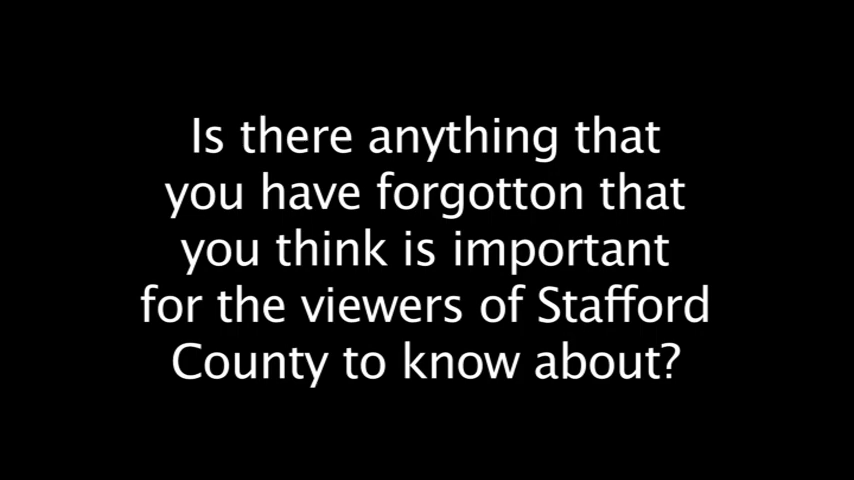 Is there anything that
you have forgotton that
you think is important
for the viewers of Stafford
County to know about?